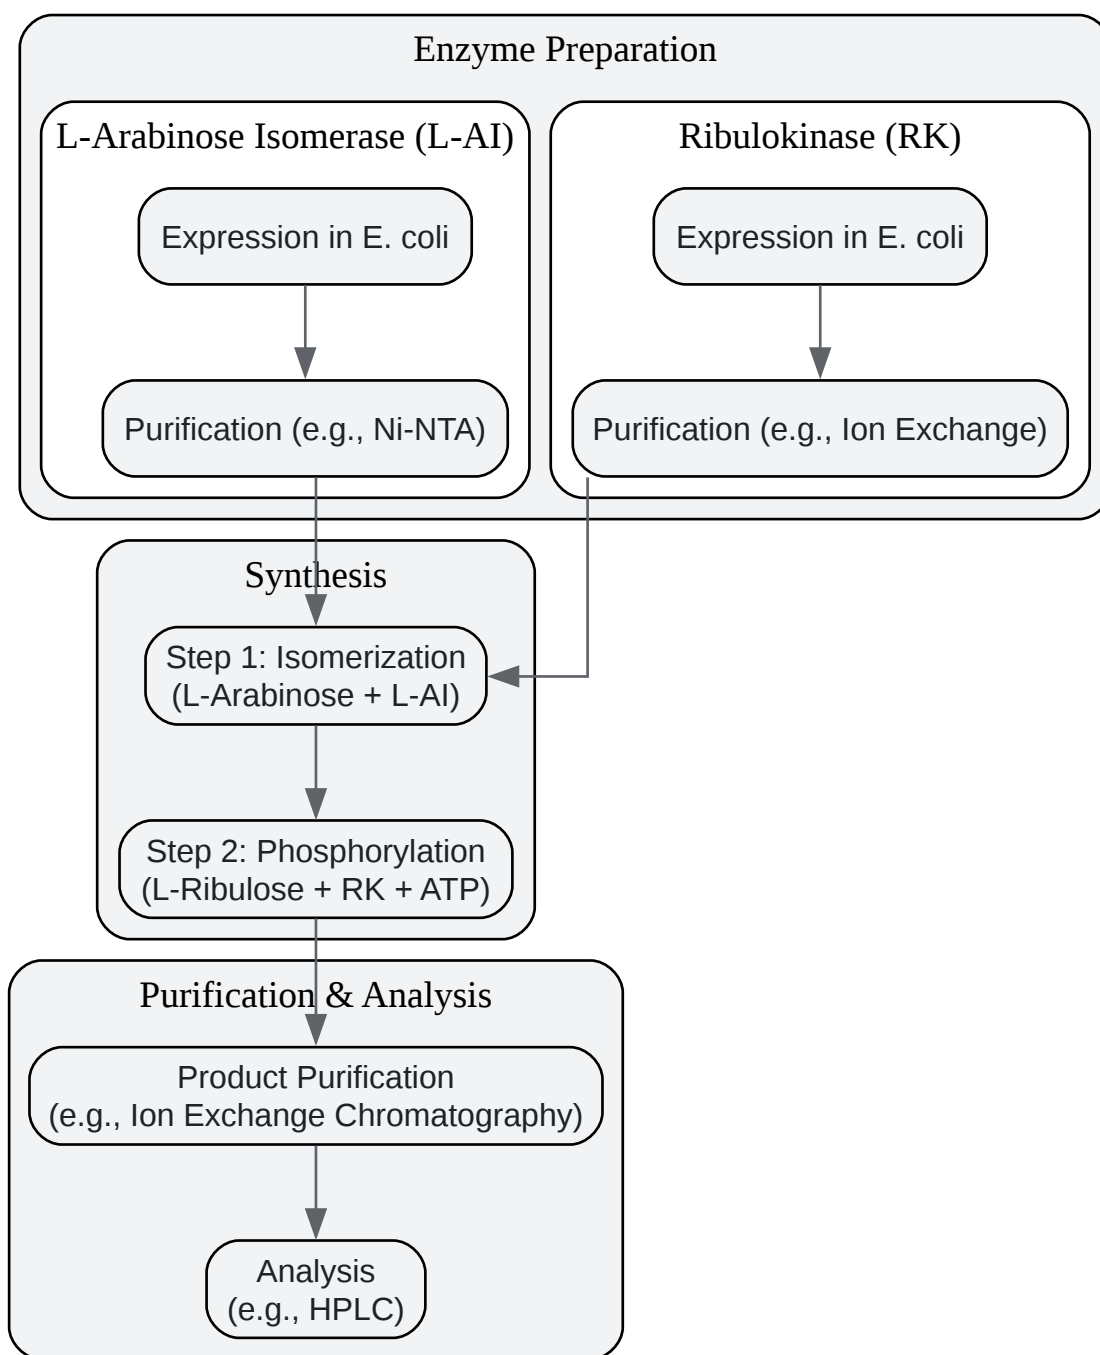 Enzyme Preparation
L-Arabinose Isomerase (L-AI)
Expression in E. coli
Purification (e.g., Ni-NTA)
Ribulokinase (RK)
Expression in E. coli
Purification (e.g., Ion Exchange)
Synthesis
Step 1: Isomerization
(L-Arabinose + L-AI)
Step 2: Phosphorylation
(L-Ribulose + RK + ATP)
Purification & Analysis
Product Purification
(e.g., Ion Exchange Chromatography)
Analysis
(e.g., HPLC)